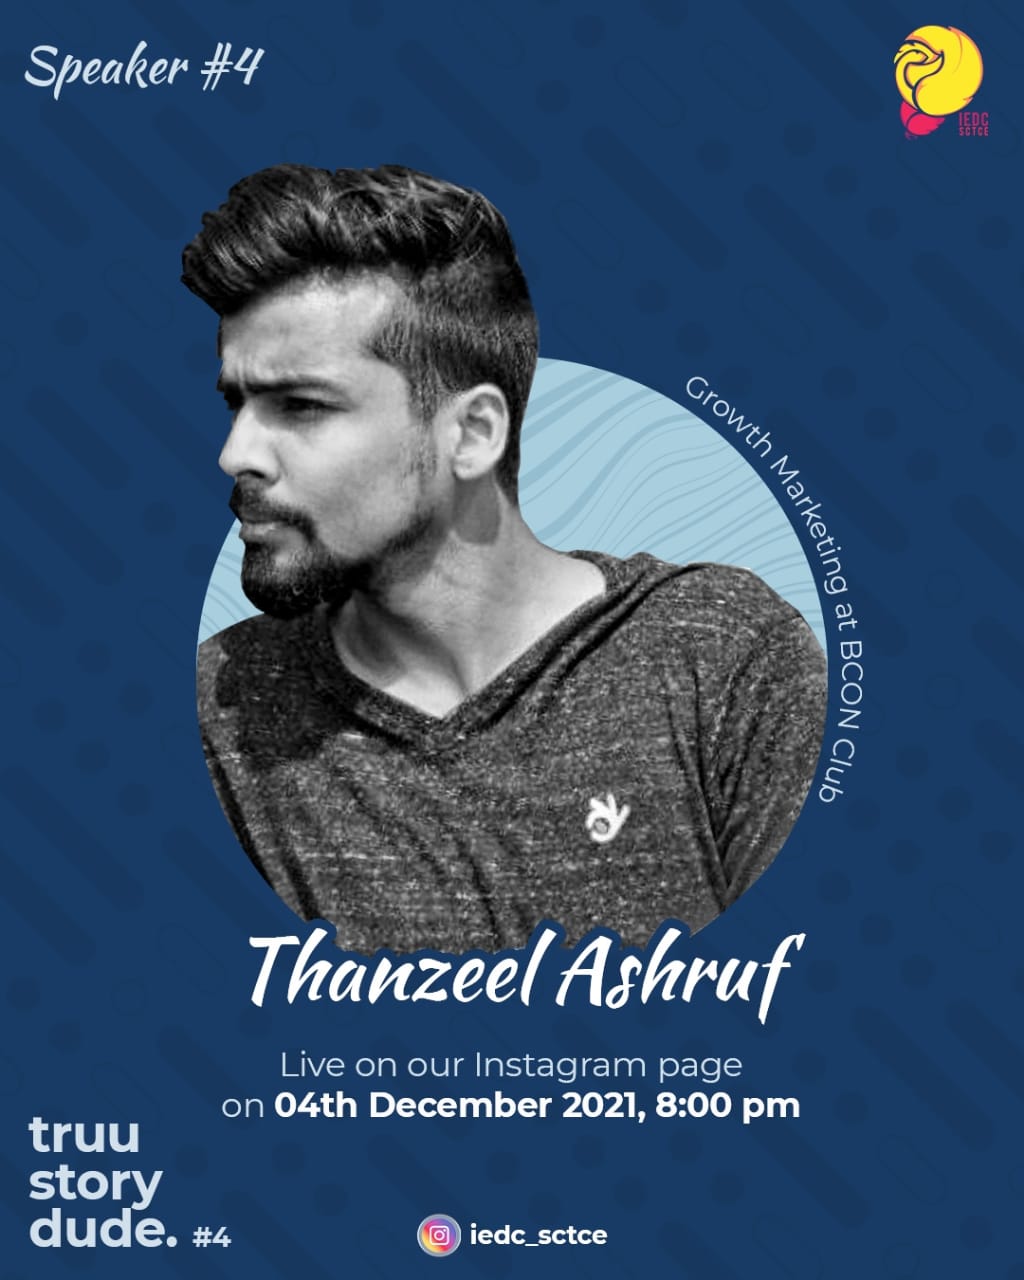 Speaker #4
IEDC
SCTCE
Growth Marketing at BCON Club
Thanzeel Ashruf
Live on our Instagram page
on 04th December 2021, 8:00 pm
truu
story
dude. #4
iedc_sctce